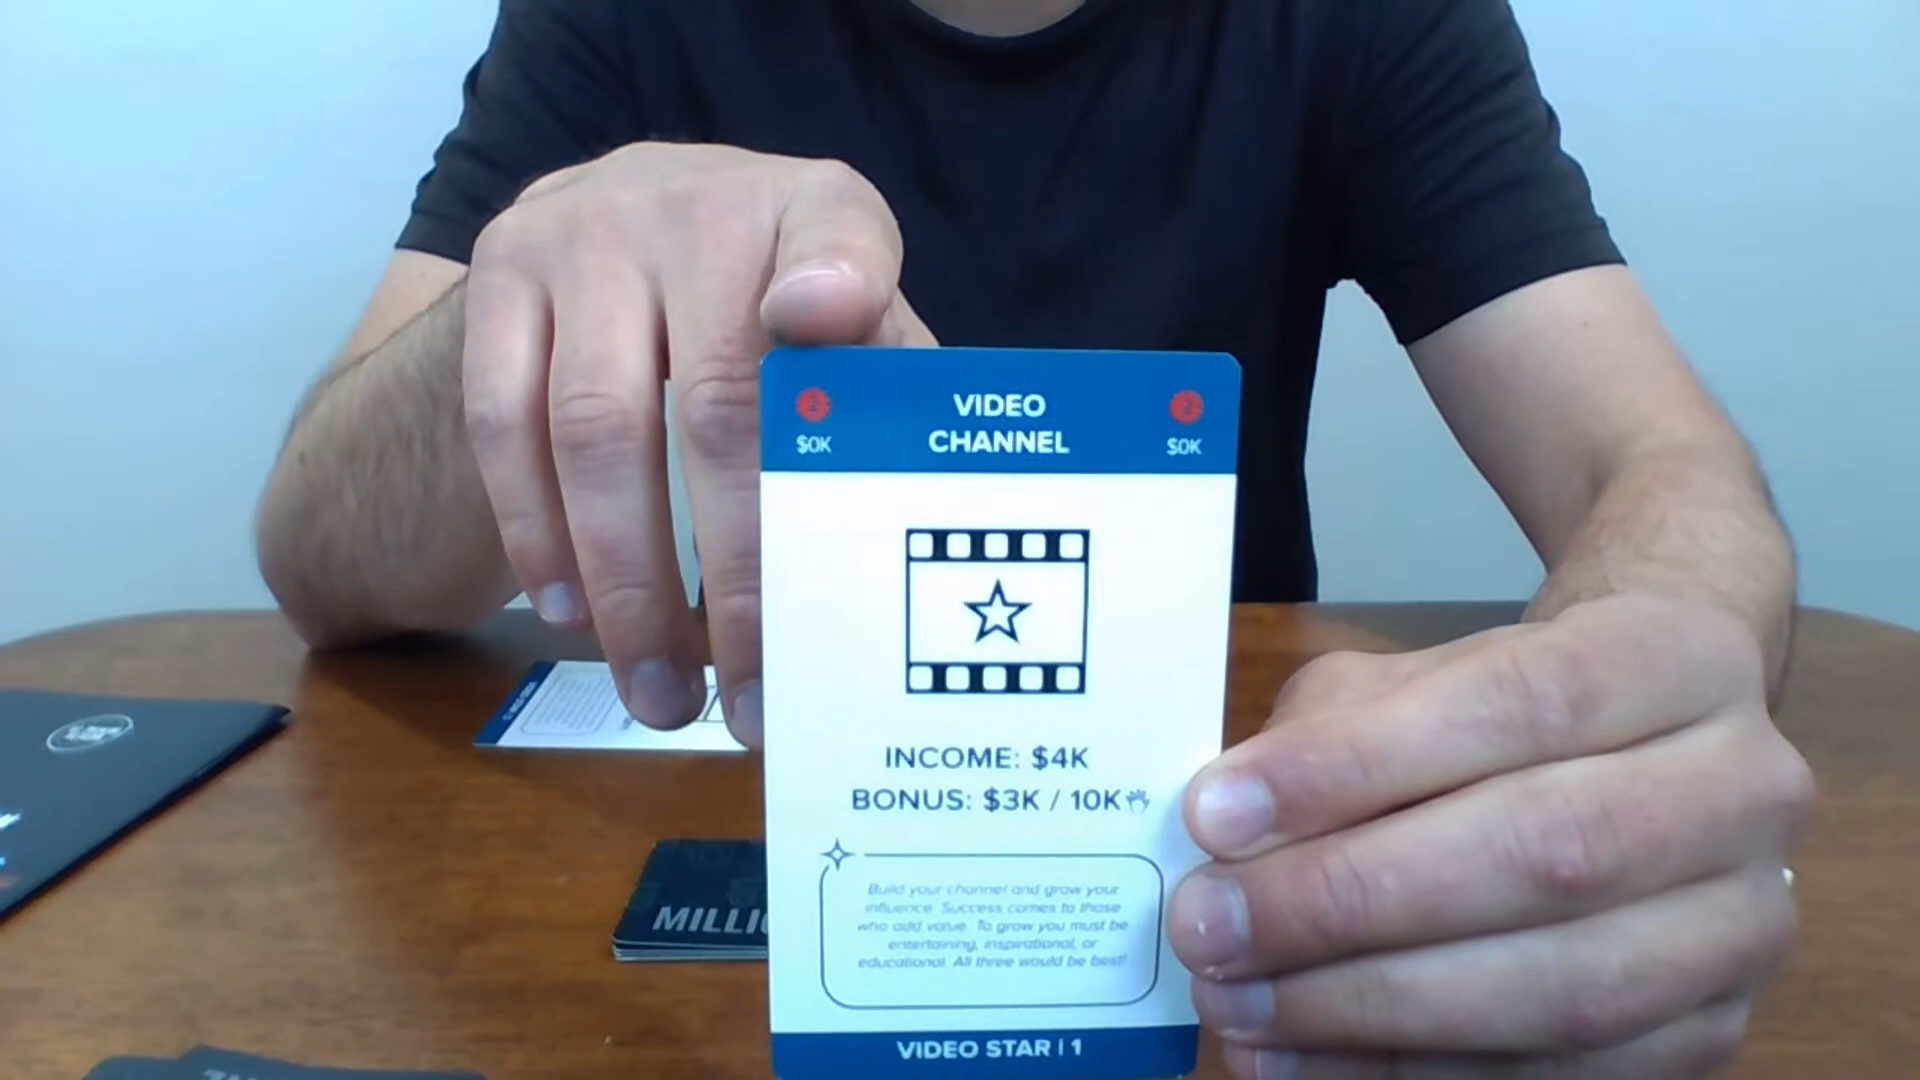 VIDEO
CHANNEL
$0K
$0K
INCOME: $4K
BONUS: $3K / 10K
Build your channel and grow your
influence. Success comes to those
who add value. To grow you must be
entertaining, inspirational, or
educational. All three would be best!
VIDEO STAR | 1